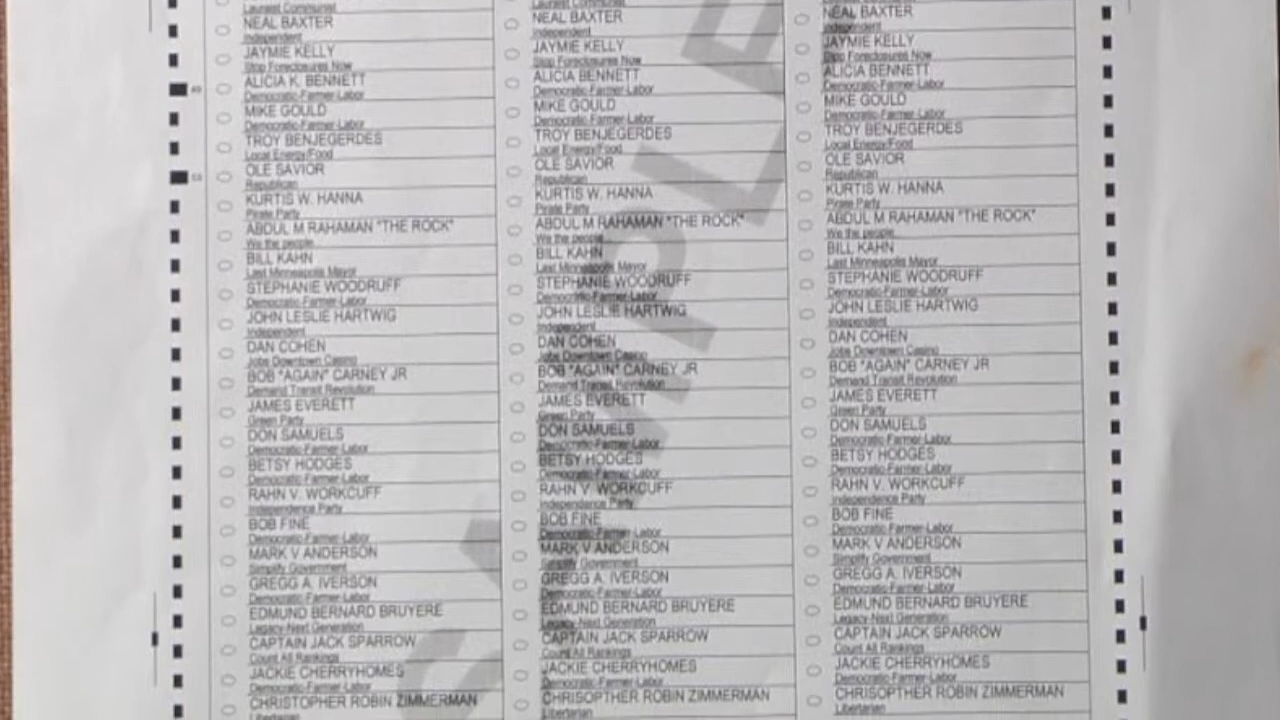 NEAL BAXTER
Independent
JAYMIE KELLY
Stop Foreclosures Now
ALICIA K. BENNETT
Democratic-Farmer-Labor
MIKE GOULD
Democratic-Farmer-Labor
TROY BENJEGERDES
Local Energy/Food
OLE SAVIOR
Republican
KURTIS W. HANNA
Pirate Party
ABDUL M RAHAMAN "THE ROCK"
We the people
BILL KAHN
Last Minneapolis Mayor
STEPHANIE WOODRUFF
Democratic-Farmer-Labor
JOHN LESLIE HARTWIG
Independent
DAN COHEN
Jobs Downtown Casino
BOB "AGAIN" CARNEY JR
Demand Transit Revolution
JAMES EVERETT
Green Party
DON SAMUELS
Democratic-Farmer-Labor
BETSY HODGES
Democratic-Farmer-Labor
RAHN V. WORKCUFF
Independence Party
BOB FINE
Democratic-Farmer-Labor
MARK V ANDERSON
Simplify Government
GREGG A. IVERSON
Democratic-Farmer-Labor
EDMUND BERNARD BRUYERE
Legacy-Next Generation
CAPTAIN JACK SPARROW
Count All Rankings
JACKIE CHERRYHOMES
Democratic-Farmer-Labor
CHRISTOPHER ROBIN ZIMMERMAN
Libertarian
NEAL BAXTER
Independent
JAYMIE KELLY
Stop Foreclosures Now
ALICIA BENNETT
Democratic-Farmer-Labor
MIKE GOULD
Democratic-Farmer-Labor
TROY BENJEGERDES
Local Energy/Food
OLE SAVIOR
Republican
KURTIS W. HANNA
Pirate Party
ABDUL M RAHAMAN "THE ROCK"
We the people
BILL KAHN
Last Minneapolis Mayor
STEPHANIE WOODRUFF
Democratic-Farmer-Labor
JOHN LESLIE HARTWIG
Independent
DAN COHEN
Jobs Downtown Casino
BOB "AGAIN" CARNEY JR
Demand Transit Revolution
JAMES EVERETT
Green Party
DON SAMUELS
Democratic-Farmer-Labor
BETSY HODGES
Democratic-Farmer-Labor
RAHN V. WORKCUFF
Independence Party
BOB FINE
Democratic-Farmer-Labor
MARK V ANDERSON
Simplify Government
GREGG A. IVERSON
Democratic-Farmer-Labor
EDMUND BERNARD BRUYERE
Legacy-Next Generation
CAPTAIN JACK SPARROW
Count All Rankings
JACKIE CHERRYHOMES
Democratic-Farmer-Labor
CHRISOPTHER ROBIN ZIMMERMAN
Libertarian
NEAL BAXTER
Independent
JAYMIE KELLY
Stop Foreclosures Now
ALICIA BENNETT
Democratic-Farmer-Labor
MIKE GOULD
Democratic-Farmer-Labor
TROY BENJEGERDES
Local Energy/Food
OLE SAVIOR
Republican
KURTIS W. HANNA
Pirate Party
ABDUL M RAHAMAN "THE ROCK"
We the people
BILL KAHN
Last Minneapolis Mayor
STEPHANIE WOODRUFF
Democratic-Farmer-Labor
JOHN LESLIE HARTWIG
Independent
DAN COHEN
Jobs Downtown Casino
BOB "AGAIN" CARNEY JR
Demand Transit Revolution
JAMES EVERETT
Green Party
DON SAMUELS
Democratic-Farmer-Labor
BETSY HODGES
Democratic-Farmer-Labor
RAHN V. WORKCUFF
Independence Party
BOB FINE
Democratic-Farmer-Labor
MARK V ANDERSON
Simplify Government
GREGG A. IVERSON
Democratic-Farmer-Labor
EDMUND BERNARD BRUYERE
Legacy-Next Generation
CAPTAIN JACK SPARROW
Count All Rankings
JACKIE CHERRYHOMES
Democratic-Farmer-Labor
CHRISOPTHER ROBIN ZIMMERMAN
Libertarian
SAMPLE